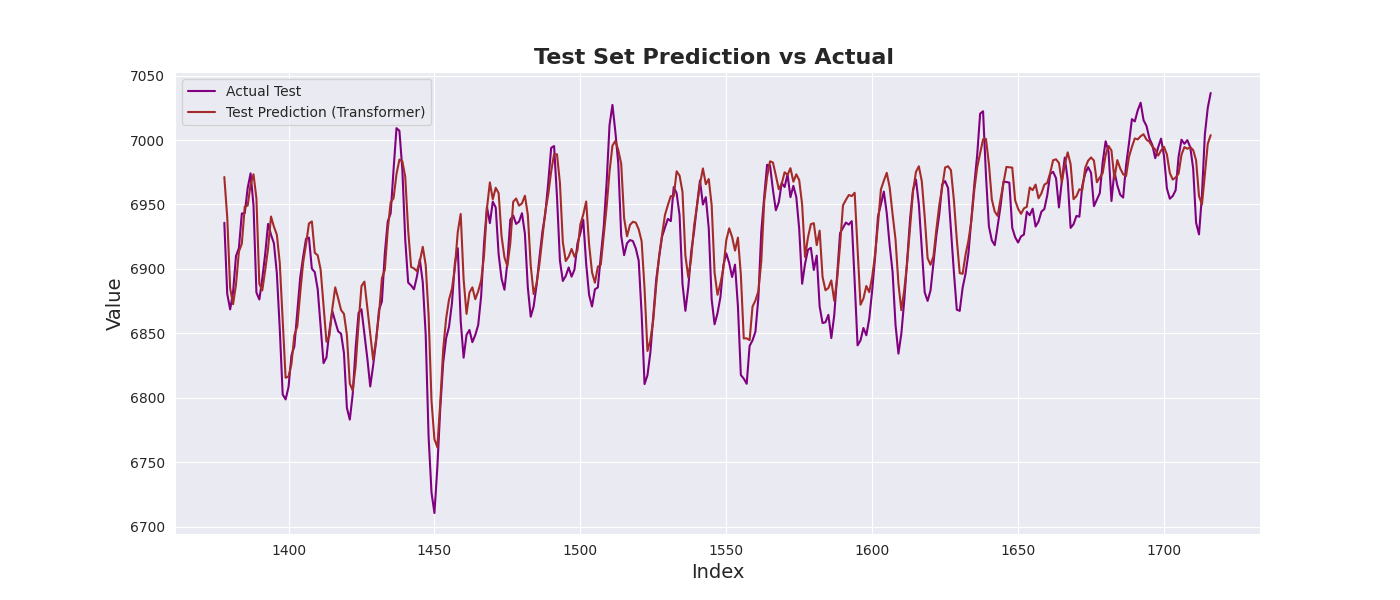 Test Set Prediction vs Actual
Actual Test
Test Prediction (Transformer)
Value
7050
7000
6950
6900
6850
6800
6750
6700
1400 1450 1500 1550 1600 1650 1700
Index